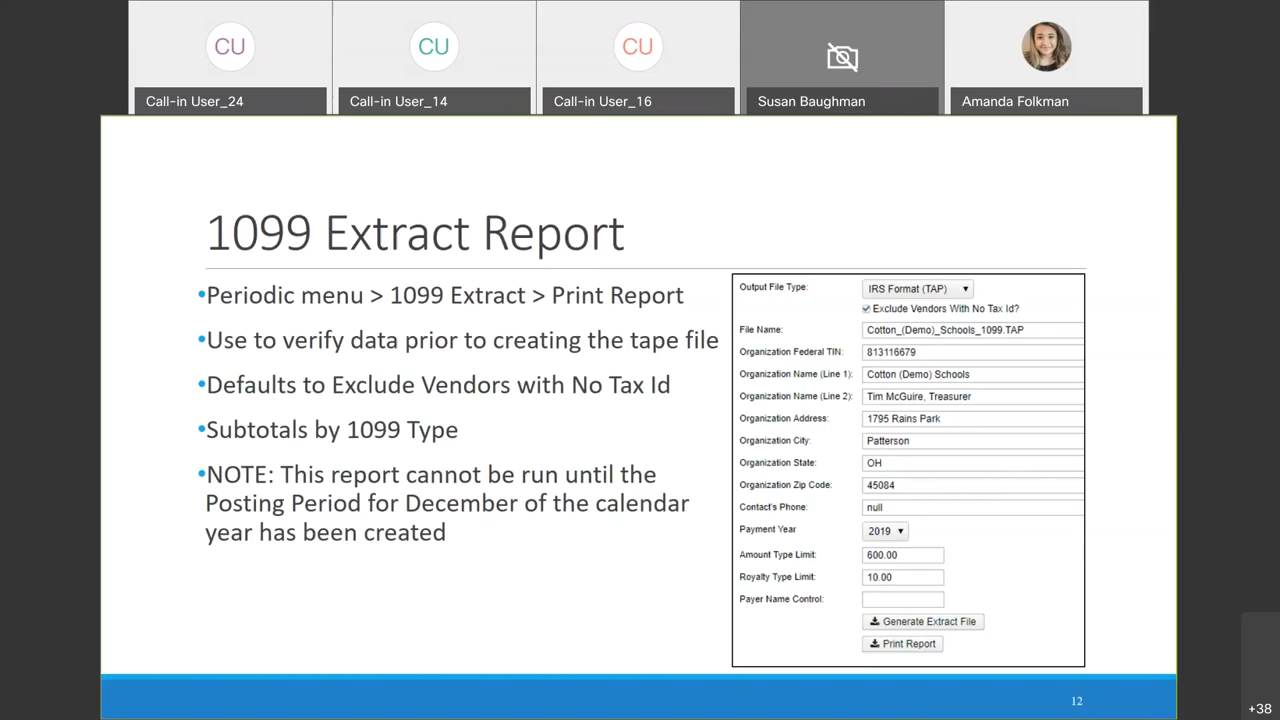 CU
CU
CU
Call-in User_24
Call-in User_14
Call-in User_16
Susan Baughman
Amanda Folkman
1099 Extract Report
•Periodic menu > 1099 Extract > Print Report
•Use to verify data prior to creating the tape file
•Defaults to Exclude Vendors with No Tax Id
•Subtotals by 1099 Type
•NOTE: This report cannot be run until the
Posting Period for December of the calendar
year has been created
Output File Type: IRS Format (TAP)
Exclude Vendors With No Tax Id?
File Name: Cotton_(Demo)_Schools_1099.TAP
Organization Federal TIN: 813116679
Organization Name (Line 1): Cotton (Demo) Schools
Organization Name (Line 2): Tim McGuire, Treasurer
Organization Address: 1795 Rains Park
Organization City: Patterson
Organization State: OH
Organization Zip Code: 45084
Contact's Phone: null
Payment Year 2019
Amount Type Limit: 600.00
Royalty Type Limit: 10.00
Payer Name Control:
Generate Extract File
Print Report
12
+38